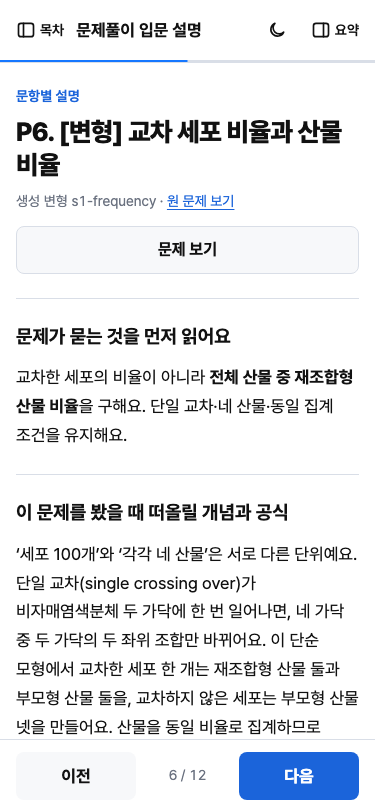 목차 문제풀이 입문 설명 요약
문항별 설명
P6. [변형] 교차 세포 비율과 산물
비율
생성 변형 s1-frequency · 원 문제 보기
문제 보기
문제가 묻는 것을 먼저 읽어요
교차한 세포의 비율이 아니라 전체 산물 중 재조합형
산물 비율을 구해요. 단일 교차·네 산물·동일 집계
조건을 유지해요.
이 문제를 봤을 때 떠올릴 개념과 공식
‘세포 100개’와 ‘각각 네 산물’은 서로 다른 단위예요.
단일 교차(single crossing over)가
비자매염색분체 두 가닥에 한 번 일어나면, 네 가닥
중 두 가닥의 두 좌위 조합만 바뀌어요. 이 단순
모형에서 교차한 세포 한 개는 재조합형 산물 둘과
부모형 산물 둘을, 교차하지 않은 세포는 부모형 산물
넷을 만들어요. 산물을 동일 비율로 집계하므로
이전 6 / 12 다음